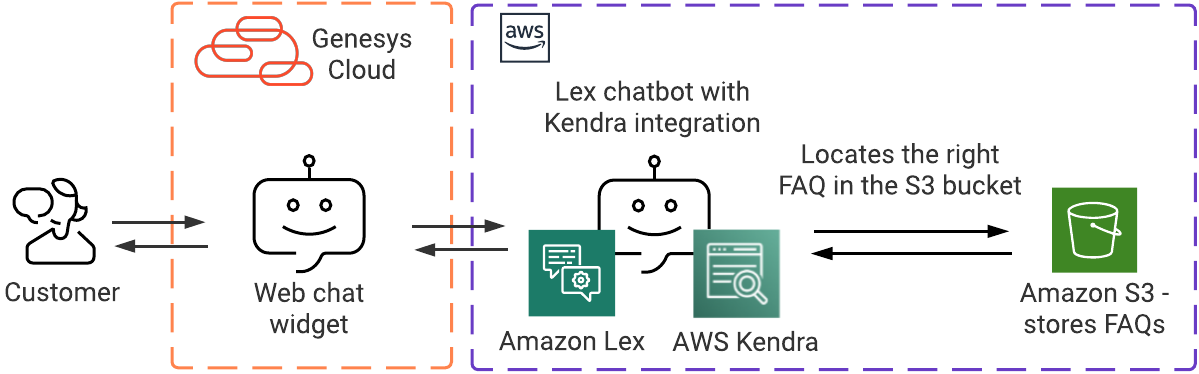 Genesys
Cloud
aws
Lex chatbot with
Kendra integration
Locates the right
FAQ in the S3 bucket
Customer
Web chat
widget
Amazon Lex
AWS Kendra
Amazon S3 -
stores FAQs